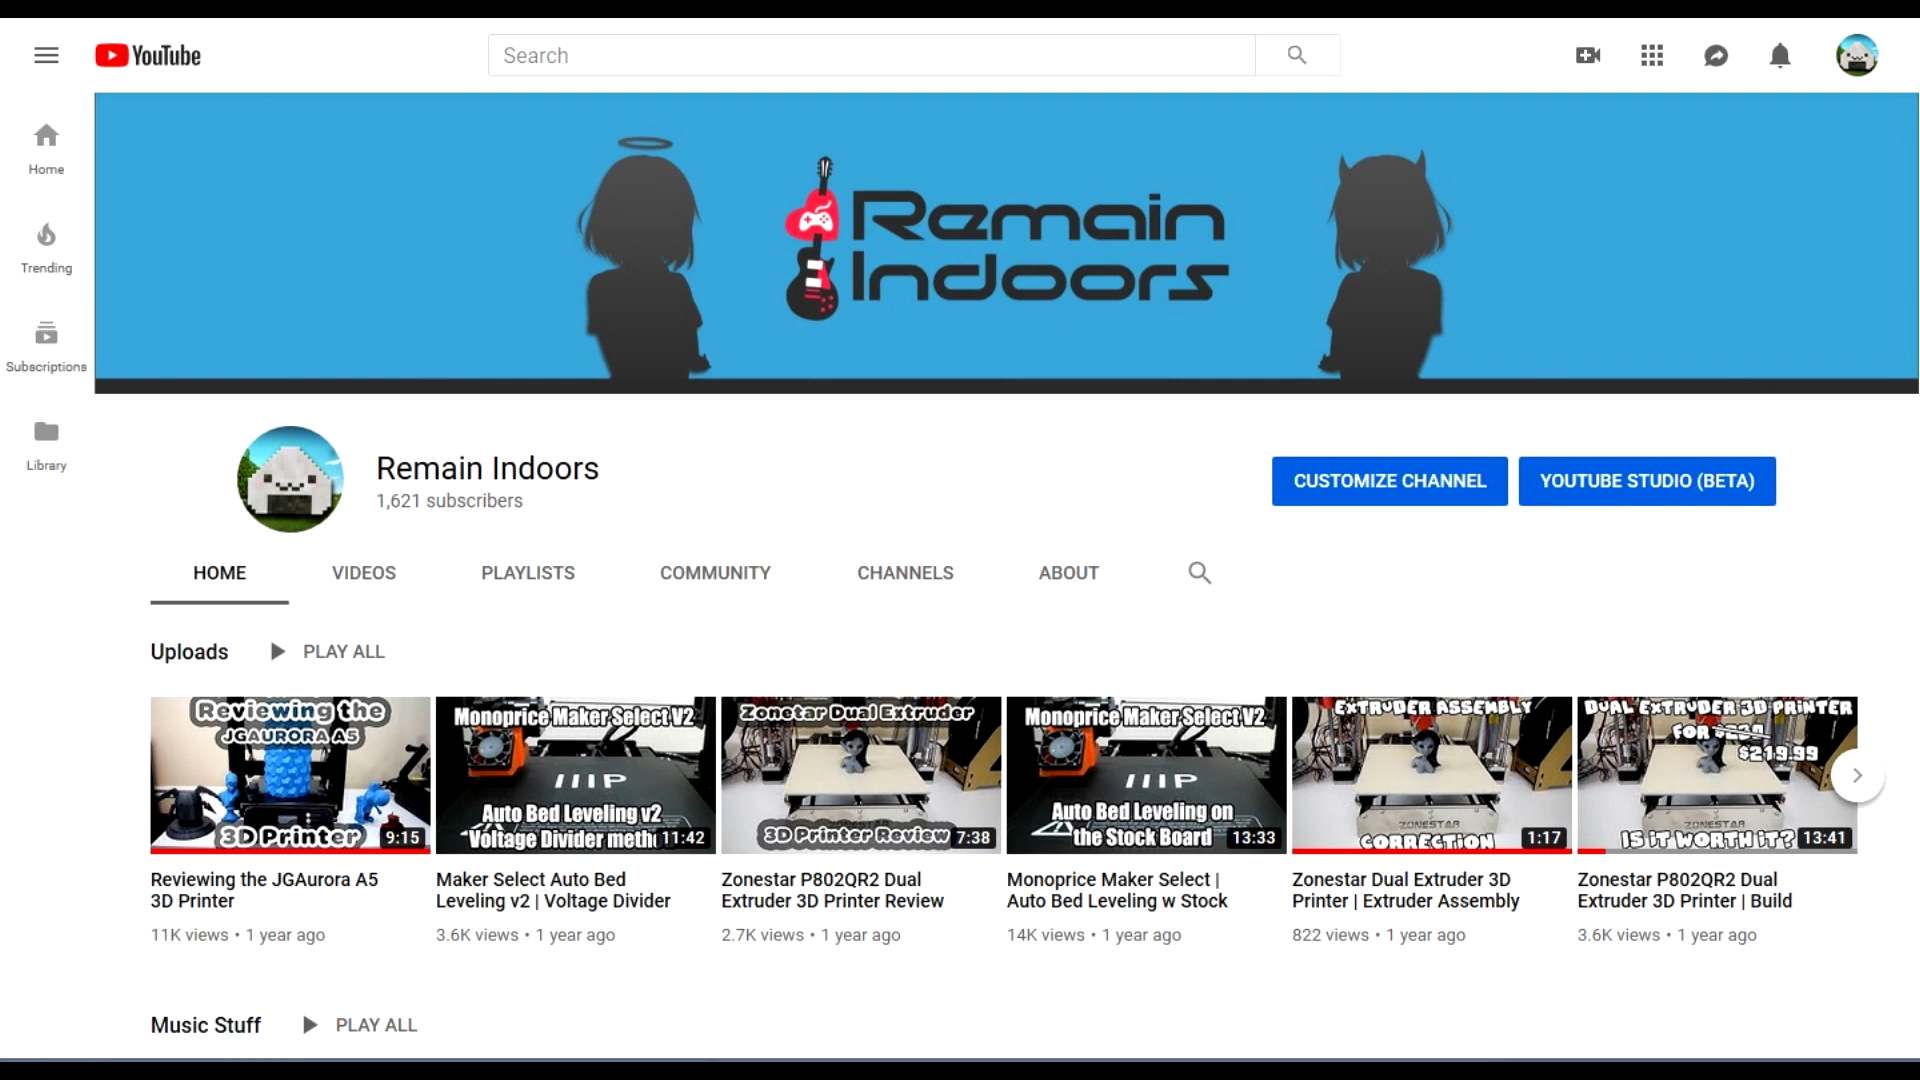 YouTube
Search
Home
Trending
Subscriptions
Library
Remain
Indoors
Remain Indoors
1,621 subscribers
CUSTOMIZE CHANNEL
YOUTUBE STUDIO (BETA)
HOME
VIDEOS
PLAYLISTS
COMMUNITY
CHANNELS
ABOUT
Uploads
PLAY ALL
Reviewing the
JGAURORA A5
3D Printer
9:15
Reviewing the JGAurora A5
3D Printer
11K views • 1 year ago
Monoprice Maker Select V2
IIIP
Auto Bed Leveling v2
Voltage Divider meth
11:42
Maker Select Auto Bed
Leveling v2 | Voltage Divider
3.6K views • 1 year ago
Zonetar Dual Extruder
3D Printer Review
7:38
Zonestar P802QR2 Dual
Extruder 3D Printer Review
2.7K views • 1 year ago
Monoprice Maker Select V2
IIIP
Auto Bed Leveling on
the Stock Board
13:33
Monoprice Maker Select |
Auto Bed Leveling w Stock
14K views • 1 year ago
EXTRUDER ASSEMBLY
ZONESTAR
CORRECTION
1:17
Zonestar Dual Extruder 3D
Printer | Extruder Assembly
822 views • 1 year ago
DUAL EXTRUDER 3D PRINTER
FOR
$219.99
ZONESTAR
IS IT WORTH IT?
13:41
Zonestar P802QR2 Dual
Extruder 3D Printer | Build
3.6K views • 1 year ago
Music Stuff
PLAY ALL